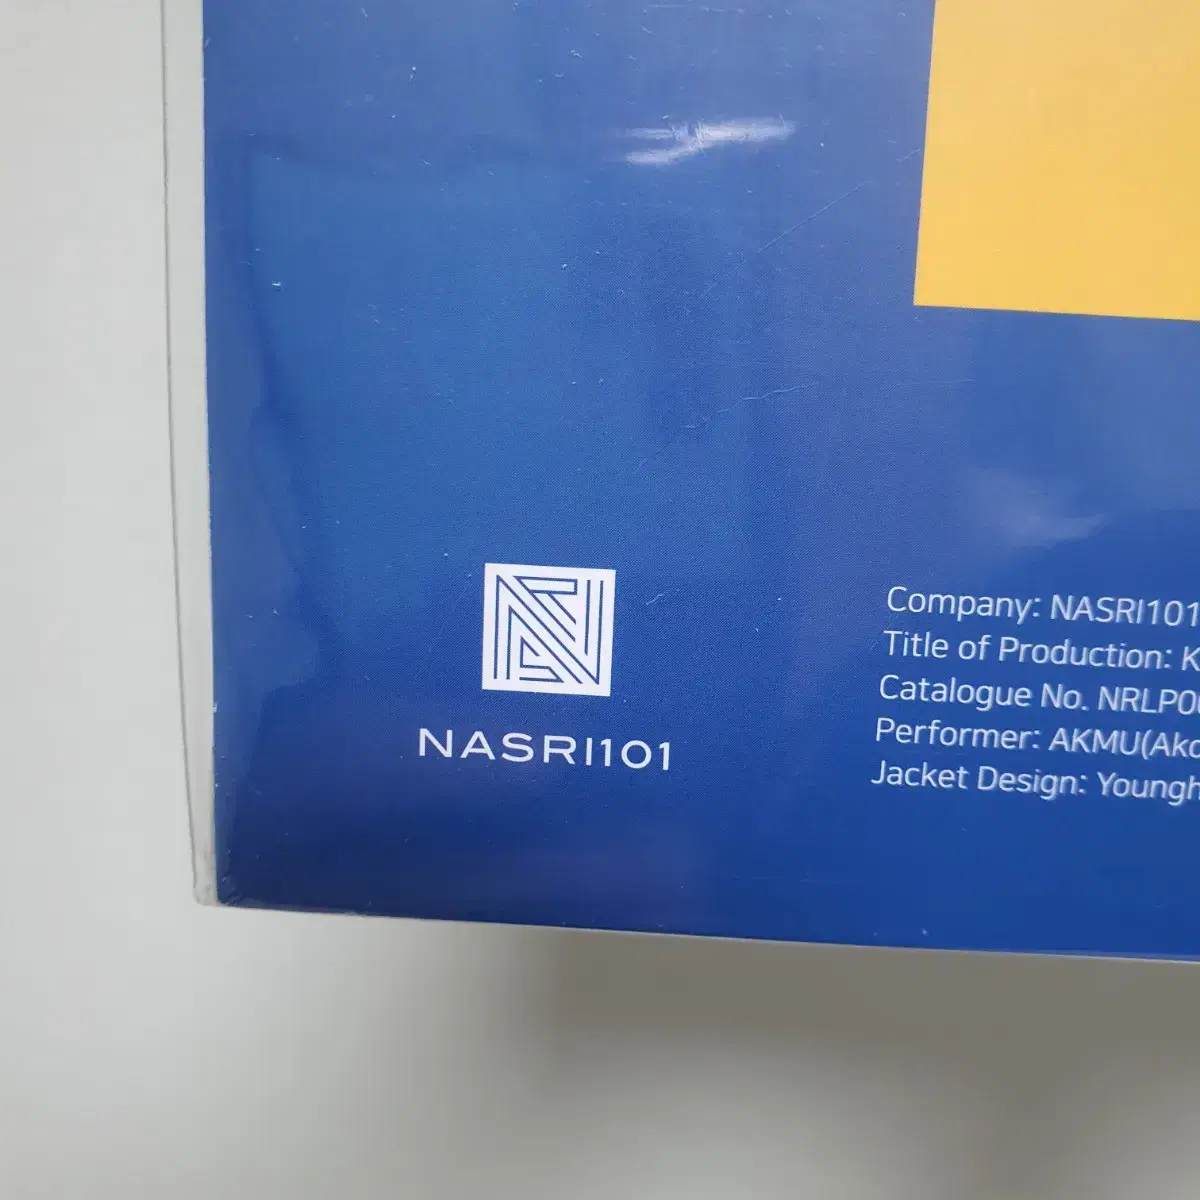 NASRI101
Company: NASRI101
Title of Production:
Catalogue No.
Performer:
Jacket Design: